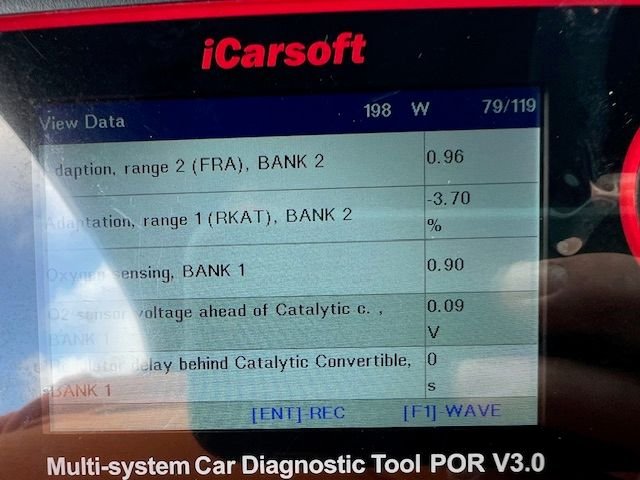 iCarsoft
View Data 198 W 79/119
daption, range 2 (FRA), BANK 2 0.96
Adaptation, range 1 (RKAT), BANK 2 -3.70
%
Oxygen sensing, BANK 1 0.90
O2 sensor voltage ahead of Catalytic c. , 0.09
BANK 1 V
delay behind Catalytic Convertible, 0
BANK 1 s
[ENT]-REC [F1]-WAVE
Multi-system Car Diagnostic Tool POR V3.0